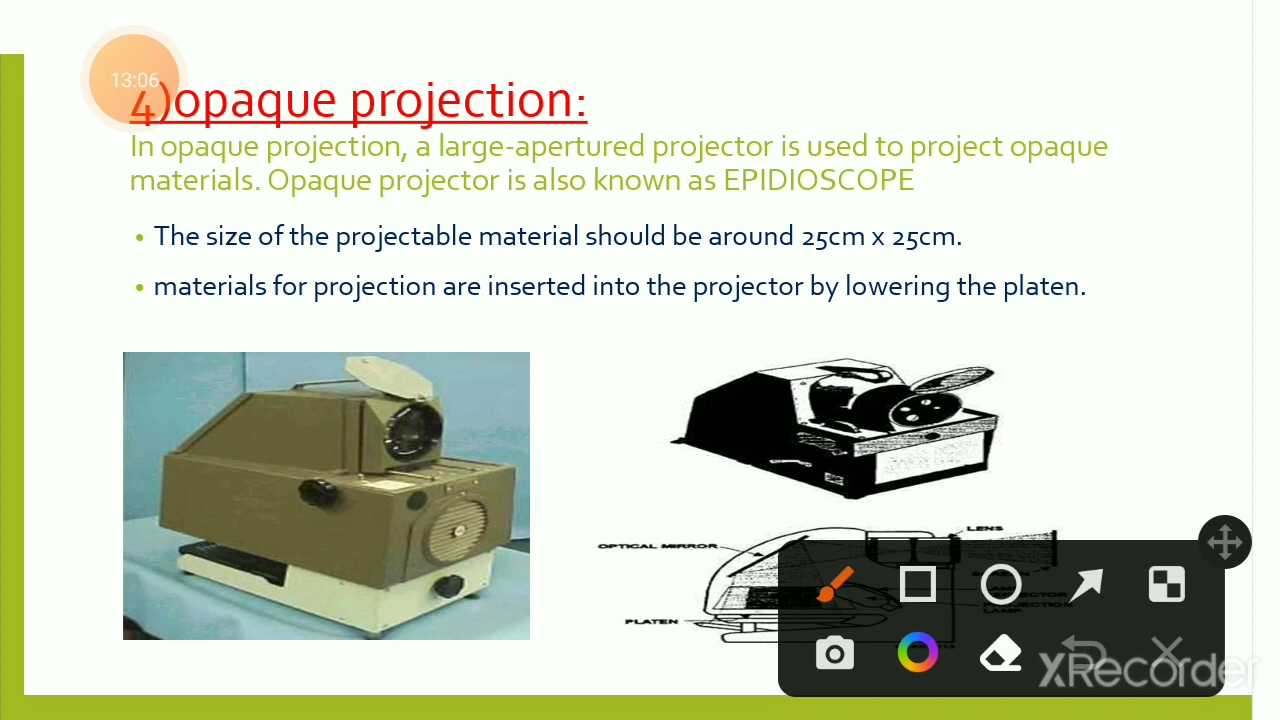 13:06
4)opaque projection:
In opaque projection, a large-apertured projector is used to project opaque
materials. Opaque projector is also known as EPIDIOSCOPE
• The size of the projectable material should be around 25cm x 25cm.
• materials for projection are inserted into the projector by lowering the platen.
LENS
OPTICAL MIRROR
PLATEN
LAMP
XRecorder